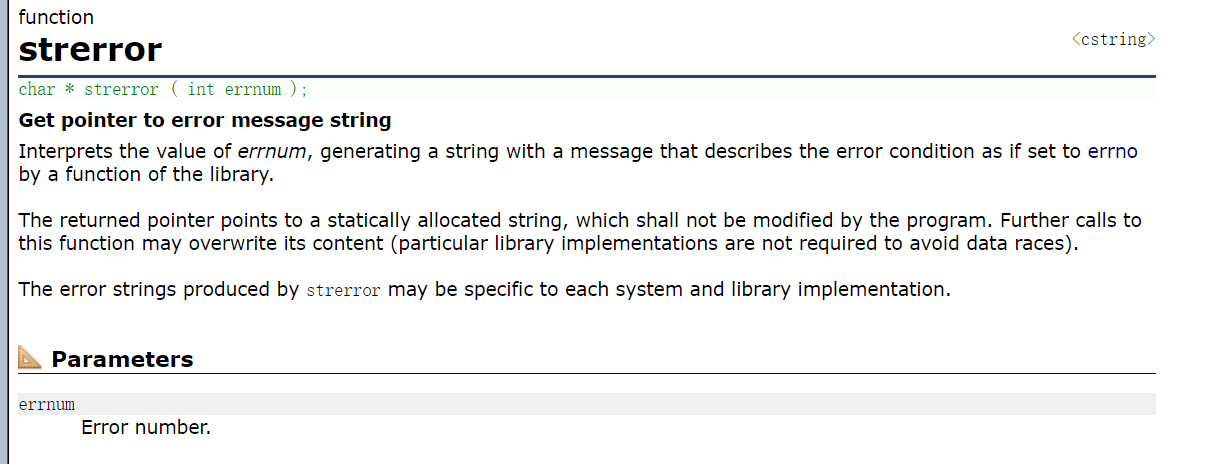 function
strerror
<cstring>
char * strerror ( int errnum );
Get pointer to error message string
Interprets the value of errnum, generating a string with a message that describes the error condition as if set to errno
by a function of the library.
The returned pointer points to a statically allocated string, which shall not be modified by the program. Further calls to
this function may overwrite its content (particular library implementations are not required to avoid data races).
The error strings produced by strerror may be specific to each system and library implementation.
Parameters
errnum
Error number.